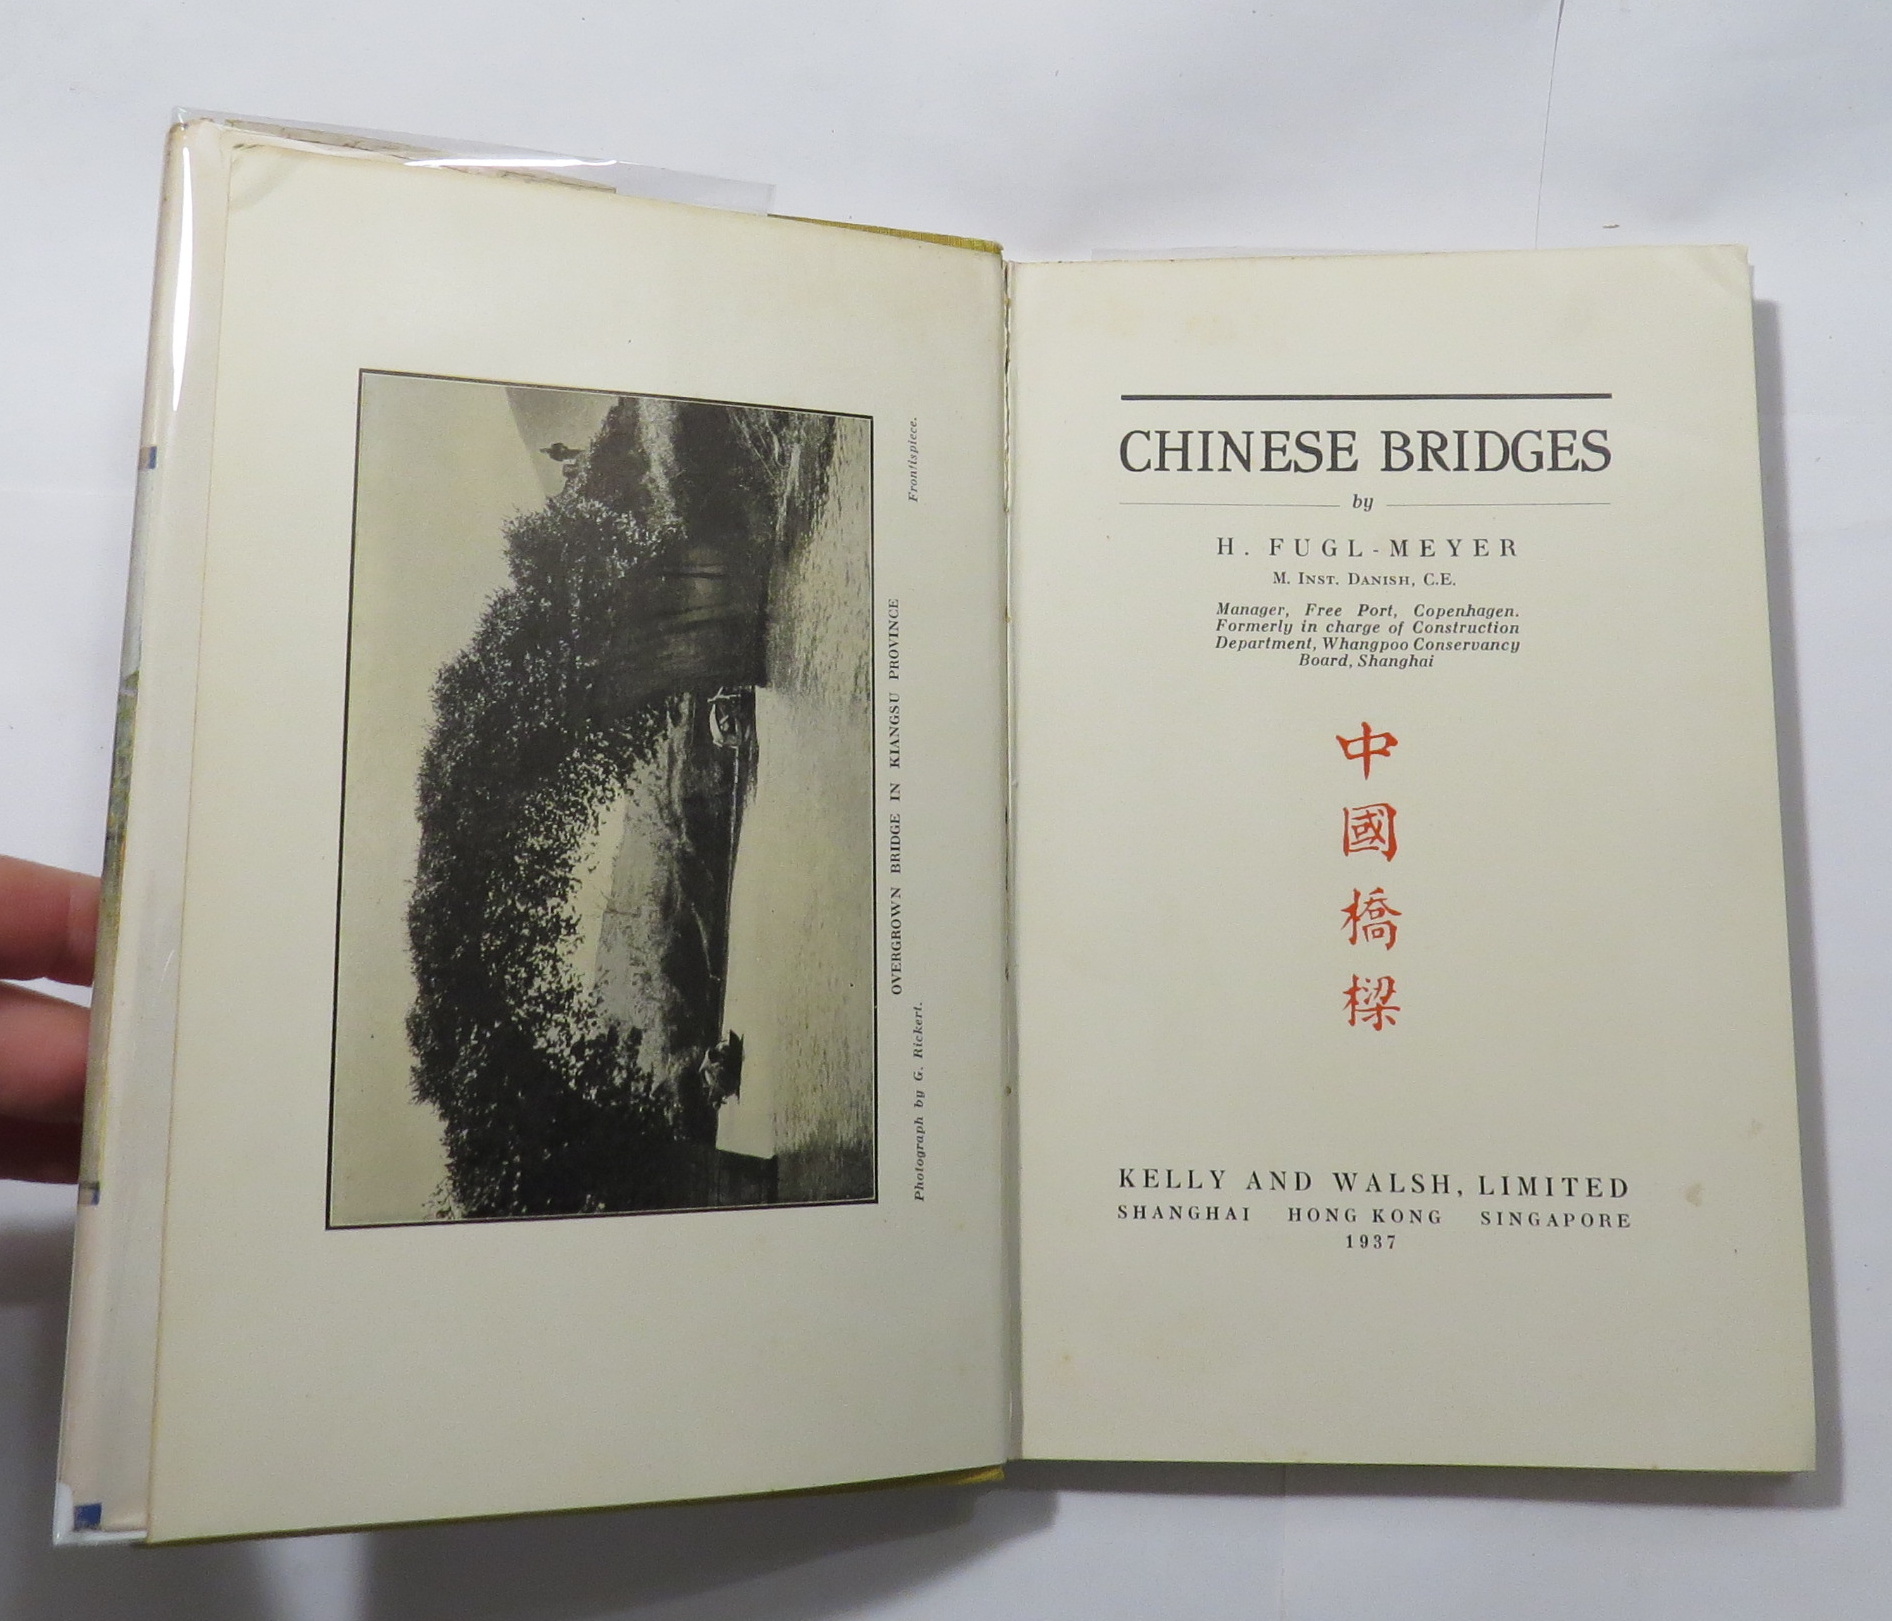 Frontispiece.
OVERGROWN BRIDGE IN KIANGSU PROVINCE
Photograph by G. Rickert.
CHINESE BRIDGES
by
H. FUGL-MEYER
M. INST. DANISH, C.E.
Manager, Free Port, Copenhagen.
Formerly in charge of Construction
Department, Whangpoo Conservancy
Board, Shanghai
中
國
橋
樑
KELLY AND WALSH, LIMITED
SHANGHAI HONG KONG SINGAPORE
1937